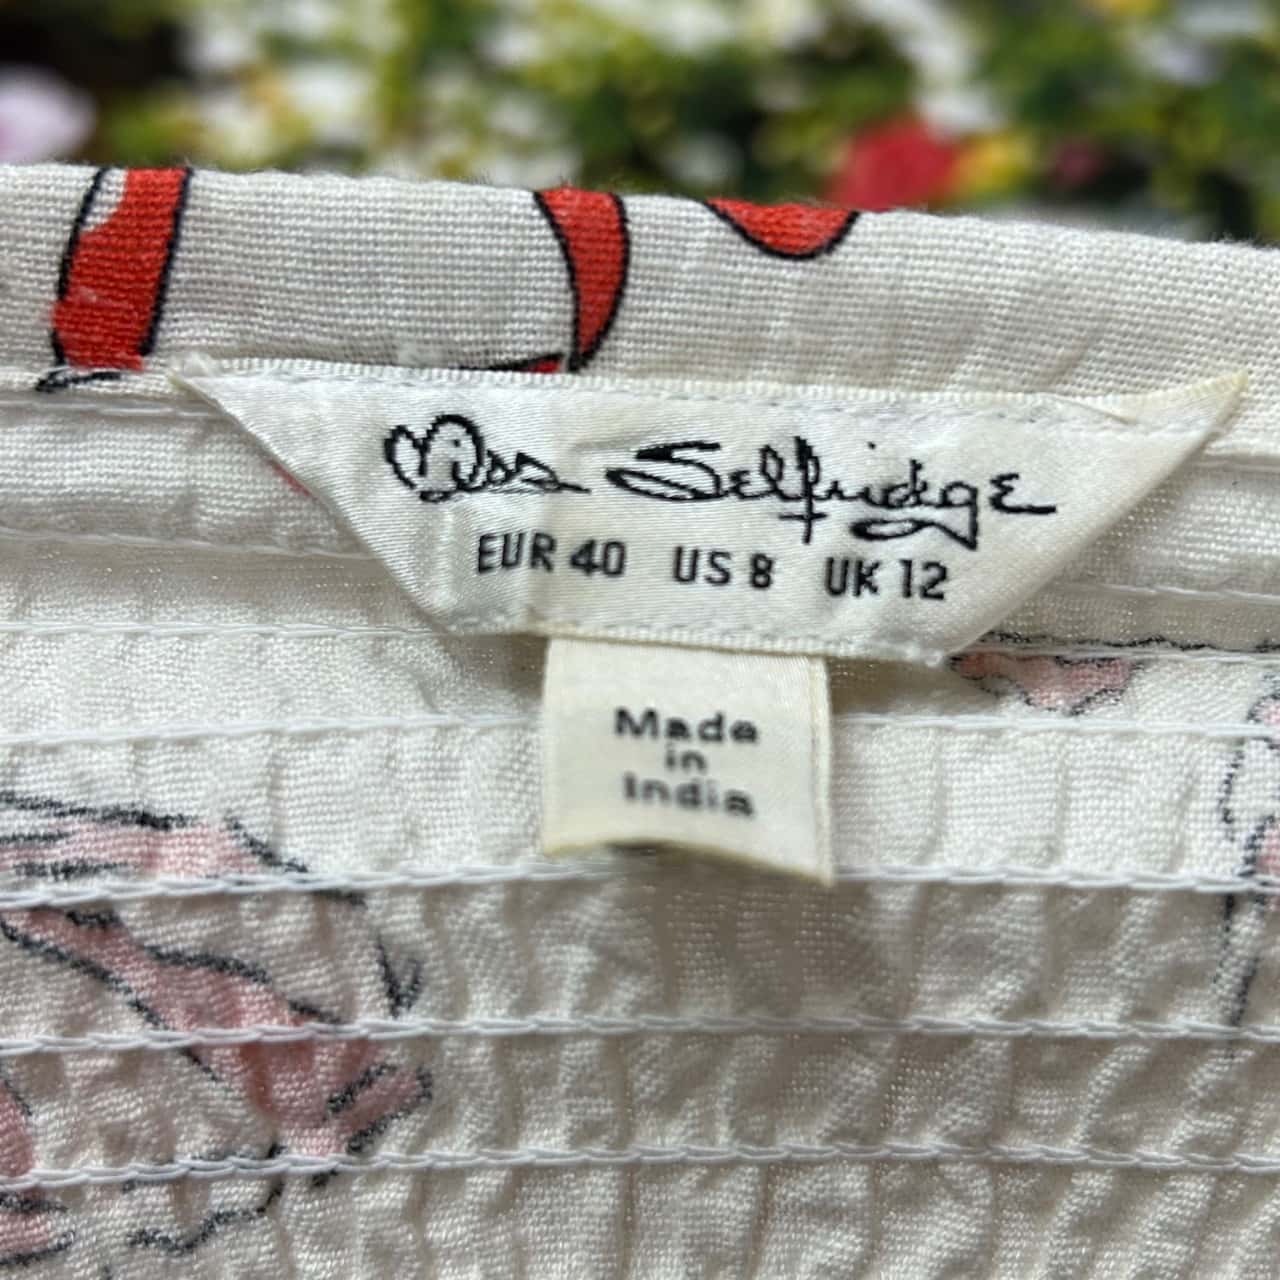 Miss Selfridge
EUR 40 US 8 UK 12
Made
in
India